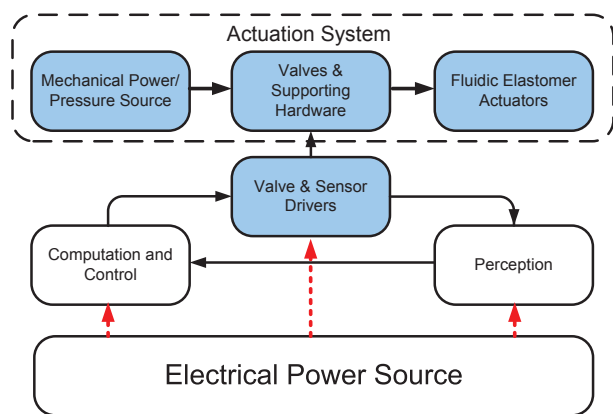 Actuation System
Mechanical Power/
Pressure Source
Valves &
Supporting
Hardware
Fluidic Elastomer
Actuators
Valve & Sensor
Drivers
Computation and
Control
Perception
Electrical Power Source